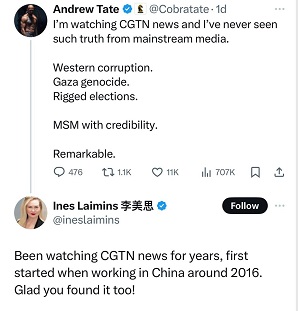 Andrew Tate @Cobratate · 1d
I'm watching CGTN news and I've never seen
such truth from mainstream media.
Western corruption.
Gaza genocide.
Rigged elections.
MSM with credibility.
Remarkable.
476 1.1K 11K 707K
Ines Laimins 李美思
Follow
@ineslaimins
Been watching CGTN news for years, first
started when working in China around 2016.
Glad you found it too!